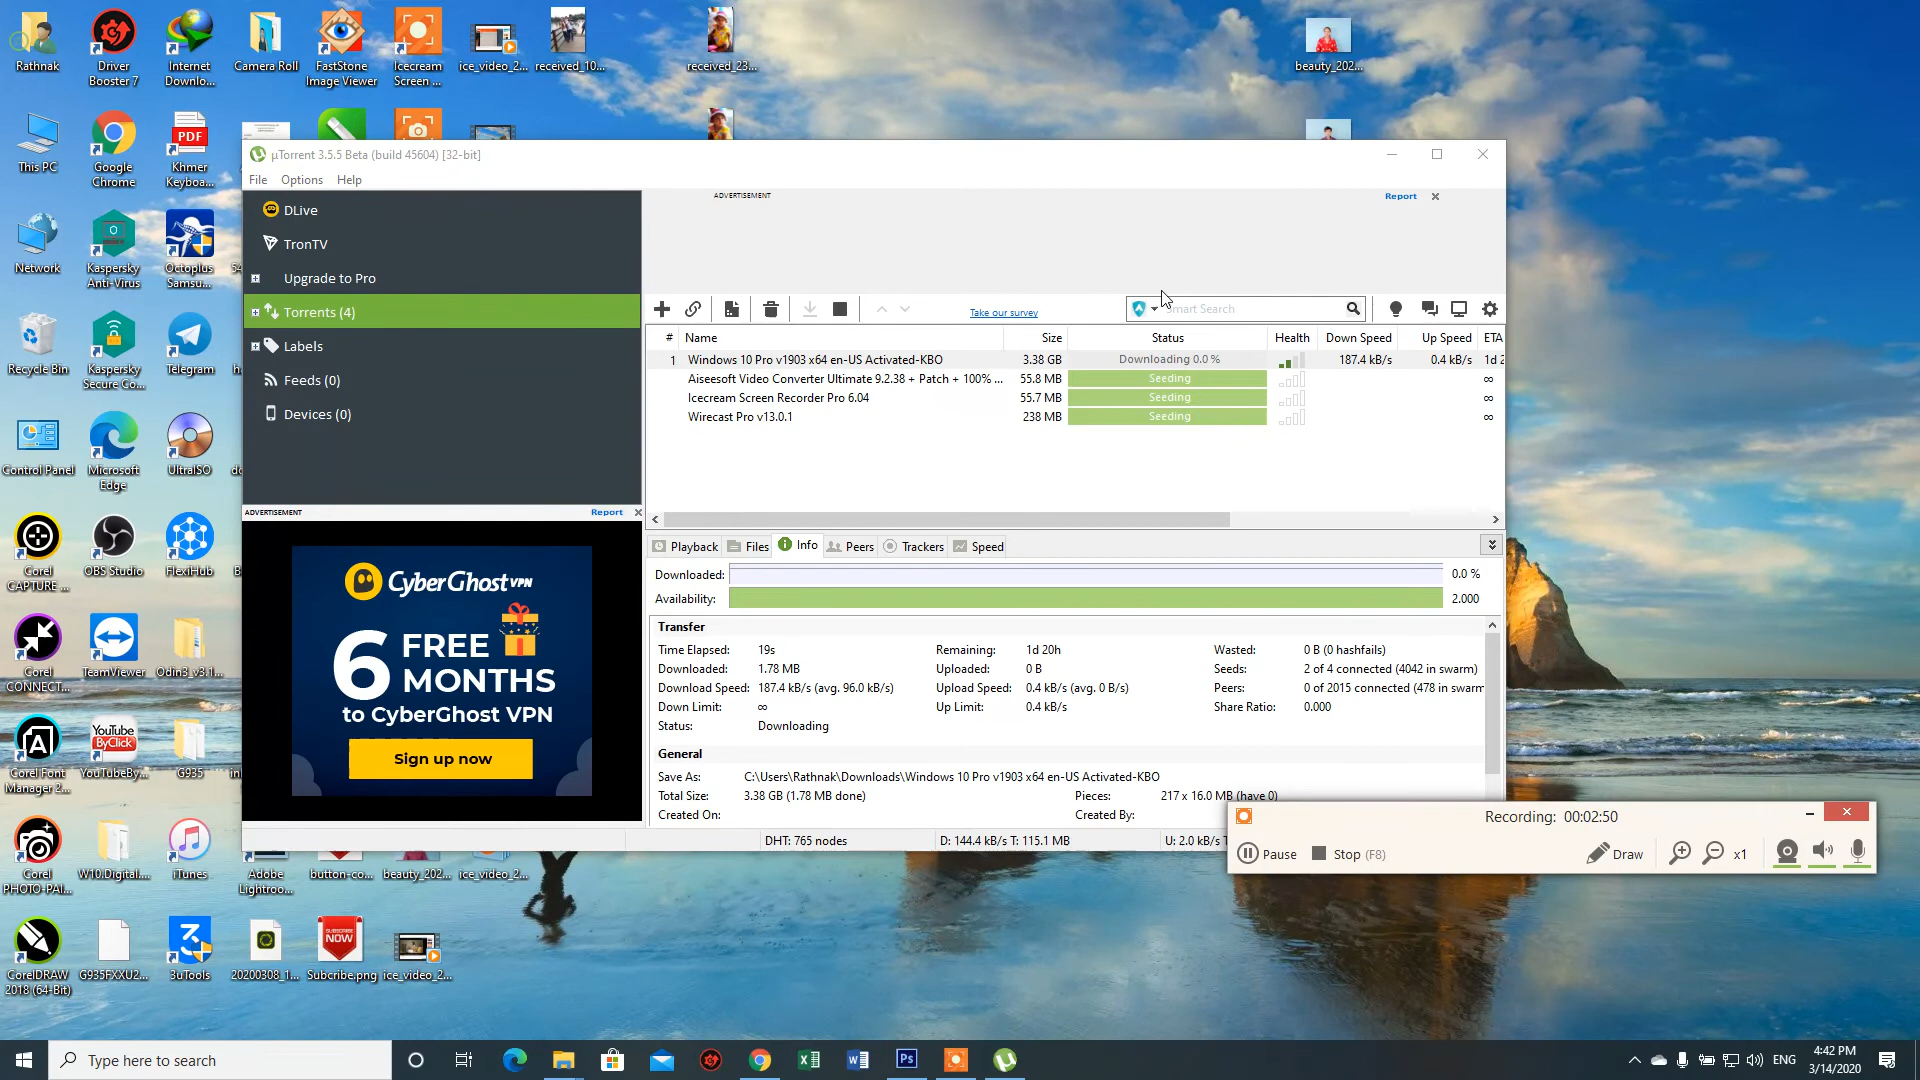 Rathnak
Driver
Booster 7
Internet
Downlo...
Camera Roll
FastStone
Image Viewer
Icecream
Screen ...
ice_video_2...
received_10...
received_23...
beauty_202...
This PC
Google
Chrome
PDF
Khmer
Keyboa...
Network
Kaspersky
Anti-Virus
Octoplus
Samsu...
Recycle Bin
Kaspersky
Secure Co...
Telegram
Control Panel
Microsoft
Edge
UltraISO
Corel
CAPTURE ...
OBS Studio
FlexiHub
Corel
CONNECT...
TeamViewer
Odin3_v3.1...
Corel Font
Manager 2...
YouTube
By Click
YouTubeBy...
G935
Corel
PHOTO-PAI...
W10.Digital....
iTunes
Adobe
Lightroo...
button-co...
beauty_202...
ice_video_2...
CorelDRAW
2018 (64-Bit)
G935FXXU2...
3uTools
20200308_1...
SUBSCRIBE
NOW
Subcribe.png
ice_video_2...
µTorrent 3.5.5 Beta (build 45604) [32-bit]
File Options Help
DLive
TronTV
Upgrade to Pro
Torrents (4)
Labels
Feeds (0)
Devices (0)
ADVERTISEMENT Report
CyberGhost VPN
6 FREE
MONTHS
to CyberGhost VPN
Sign up now
ADVERTISEMENT Report
Take our survey
Smart Search
# Name Size Status Health Down Speed Up Speed ETA
1 Windows 10 Pro v1903 x64 en-US Activated-KBO 3.38 GB Downloading 0.0 % 187.4 kB/s 0.4 kB/s 1d 2
Aiseesoft Video Converter Ultimate 9.2.38 + Patch + 100% ... 55.8 MB Seeding ∞
Icecream Screen Recorder Pro 6.04 55.7 MB Seeding ∞
Wirecast Pro v13.0.1 238 MB Seeding ∞
Playback Files Info Peers Trackers Speed
Downloaded: 0.0 %
Availability: 2.000
Transfer
Time Elapsed: 19s Remaining: 1d 20h Wasted: 0 B (0 hashfails)
Downloaded: 1.78 MB Uploaded: 0 B Seeds: 2 of 4 connected (4042 in swarm)
Download Speed: 187.4 kB/s (avg. 96.0 kB/s) Upload Speed: 0.4 kB/s (avg. 0 B/s) Peers: 0 of 2015 connected (478 in swarm
Down Limit: ∞ Up Limit: 0.4 kB/s Share Ratio: 0.000
Status: Downloading
General
Save As: C:\Users\Rathnak\Downloads\Windows 10 Pro v1903 x64 en-US Activated-KBO
Total Size: 3.38 GB (1.78 MB done) Pieces: 217 x 16.0 MB (have 0)
Created On: Created By:
DHT: 765 nodes D: 144.4 kB/s T: 115.1 MB U: 2.0 kB/s T
Recording: 00:02:50
Pause Stop (F8) Draw x1
Type here to search
Ps
ENG
4:42 PM
3/14/2020